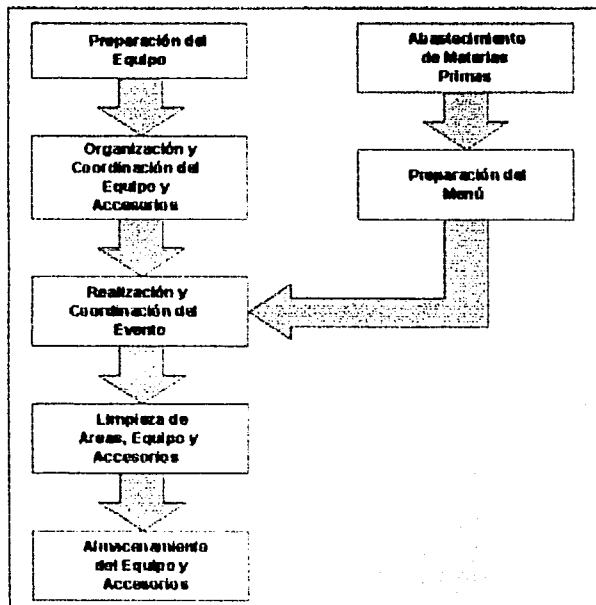 Preparación del
Equipo
Abastecimiento
de Materias
Primas
Organización y
Coordinación del
Equipo y
Accesorios
Preparación del
Menú
Realización y
Coordinación del
Evento
Limpieza de
Areas, Equipo y
Accesorios
Almacenamiento
del Equipo y
Accesorios